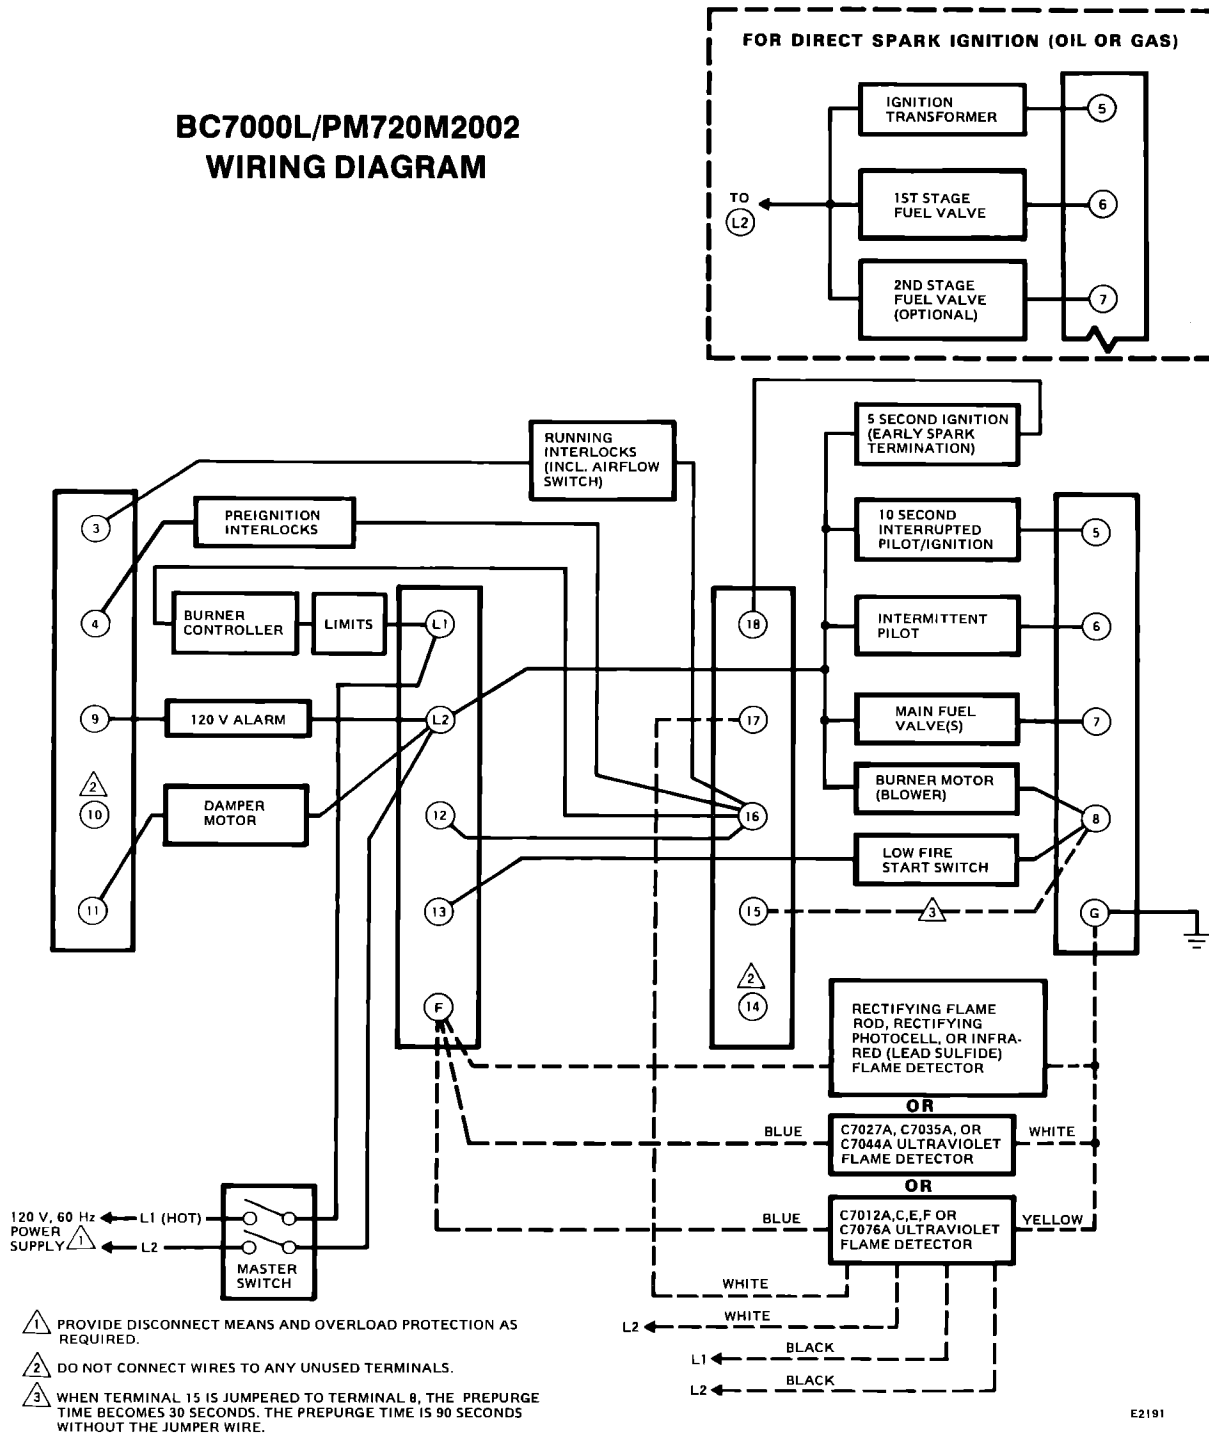 FOR DIRECT SPARK IGNITION (OIL OR GAS)
IGNITION
TRANSFORMER
5
1ST STAGE
FUEL VALVE
6
TO
L2
2ND STAGE
FUEL VALVE
(OPTIONAL)
7
BC7000L/PM720M2002
WIRING DIAGRAM
5 SECOND IGNITION
(EARLY SPARK
TERMINATION)
RUNNING
INTERLOCKS
(INCL. AIRFLOW
SWITCH)
3
PREIGNITION
INTERLOCKS
10 SECOND
INTERRUPTED
PILOT/IGNITION
5
4
BURNER
CONTROLLER
LIMITS
L1
18
INTERMITTENT
PILOT
6
9
120 V ALARM
L2
17
MAIN FUEL
VALVE(S)
7
2
10
DAMPER
MOTOR
12
16
BURNER MOTOR
(BLOWER)
8
LOW FIRE
START SWITCH
11
13
15
3
G
F
2
14
RECTIFYING FLAME
ROD, RECTIFYING
PHOTOCELL, OR INFRA-
RED (LEAD SULFIDE)
FLAME DETECTOR
OR
BLUE
C7027A, C7035A, OR
C7044A ULTRAVIOLET
FLAME DETECTOR
WHITE
OR
BLUE
C7012A,C,E,F OR
C7076A ULTRAVIOLET
FLAME DETECTOR
YELLOW
120 V, 60 Hz
POWER
SUPPLY
1
L1 (HOT)
L2
MASTER
SWITCH
WHITE
WHITE
L2
BLACK
L1
BLACK
L2
1 PROVIDE DISCONNECT MEANS AND OVERLOAD PROTECTION AS
REQUIRED.
2 DO NOT CONNECT WIRES TO ANY UNUSED TERMINALS.
3 WHEN TERMINAL 15 IS JUMPERED TO TERMINAL 8, THE PREPURGE
TIME BECOMES 30 SECONDS. THE PREPURGE TIME IS 90 SECONDS
WITHOUT THE JUMPER WIRE.
E2191